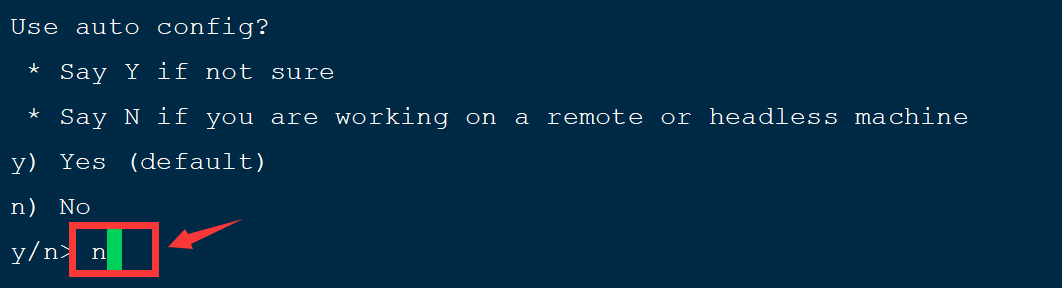 Use auto config?
* Say Y if not sure
* Say N if you are working on a remote or headless machine
y) Yes (default)
n) No
y/n> n